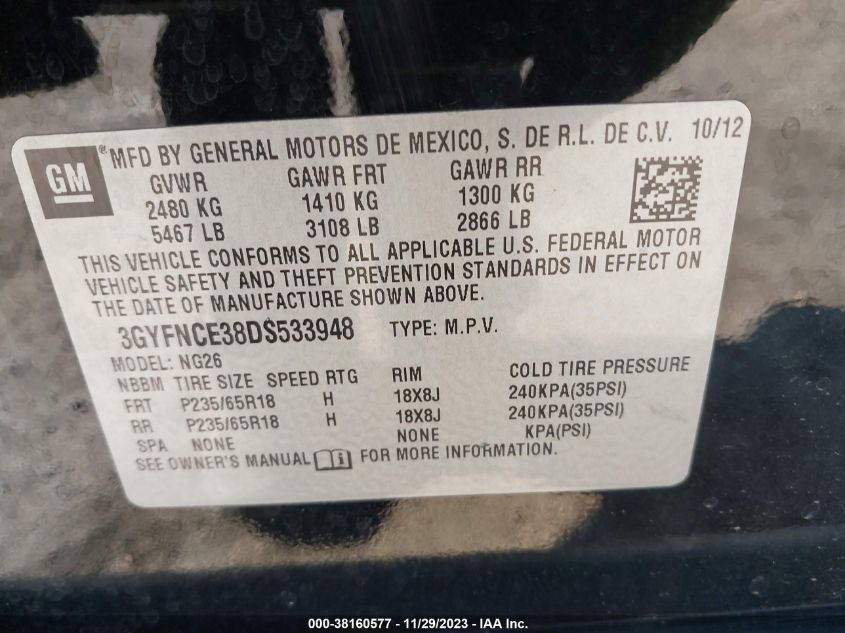 GM ® MFD BY GENERAL MOTORS DE MEXICO, S. DE R.L. DE C.V. 10/12
GVWR GAWR FRT GAWR RR
2480 KG 1410 KG 1300 KG
5467 LB 3108 LB 2866 LB
THIS VEHICLE CONFORMS TO ALL APPLICABLE U.S. FEDERAL MOTOR
VEHICLE SAFETY AND THEFT PREVENTION STANDARDS IN EFFECT ON
THE DATE OF MANUFACTURE SHOWN ABOVE.
3GYFNCE38DS533948 TYPE: M.P.V.
MODEL: NG26
NBBM TIRE SIZE SPEED RTG RIM COLD TIRE PRESSURE
FRT P235/65R18 H 18X8J 240KPA(35PSI)
RR P235/65R18 H 18X8J 240KPA(35PSI)
SPA NONE NONE KPA(PSI)
SEE OWNER'S MANUAL i FOR MORE INFORMATION.
000-38160577 - 11/29/2023 - IAA Inc.